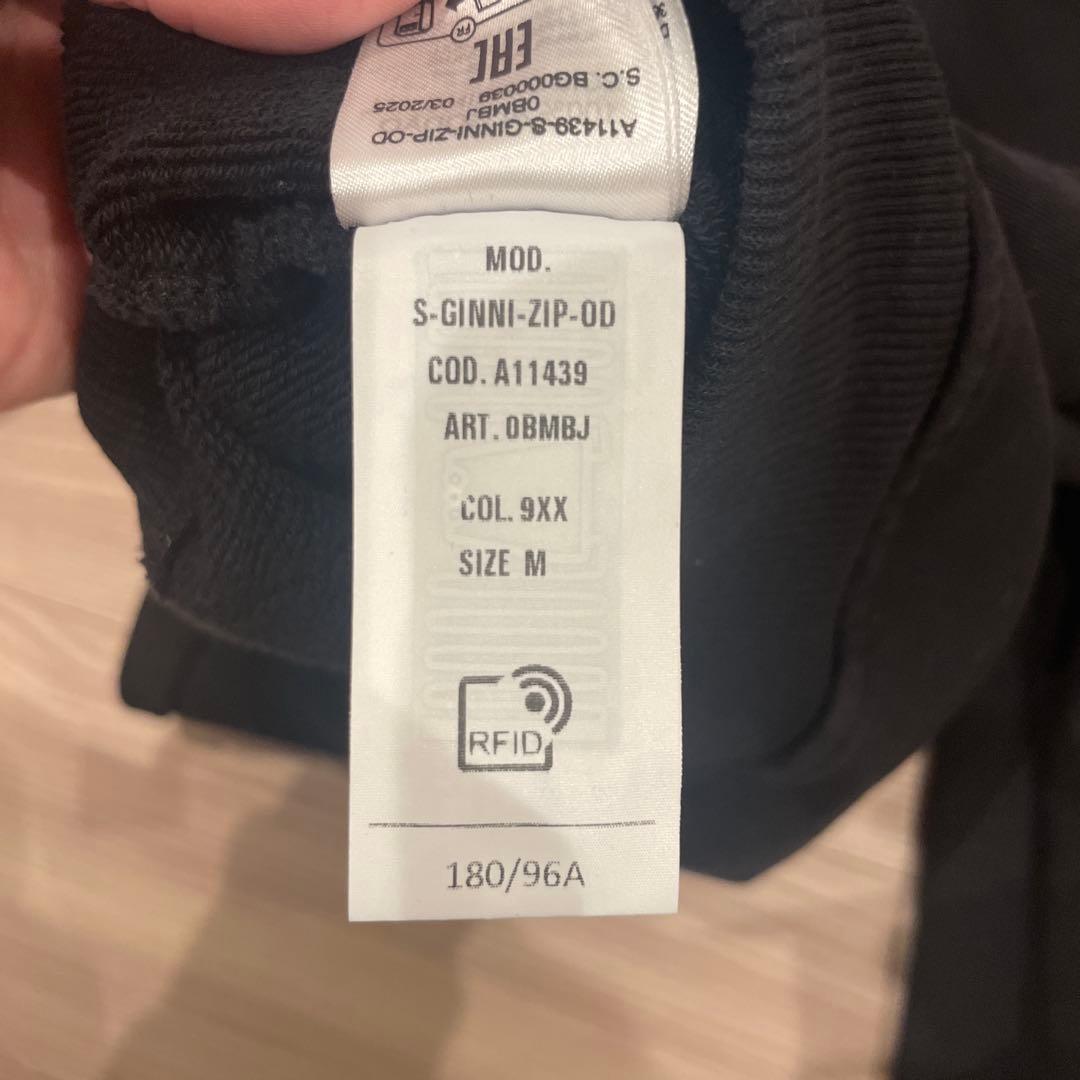 FR
EAC
S.C. BG000039
0BMBJ 03/2025
A11439-S-GINNI-ZIP-OD
MOD.
S-GINNI-ZIP-OD
COD. A11439
ART. 0BMBJ
COL. 9XX
SIZE M
RFID
180/96A